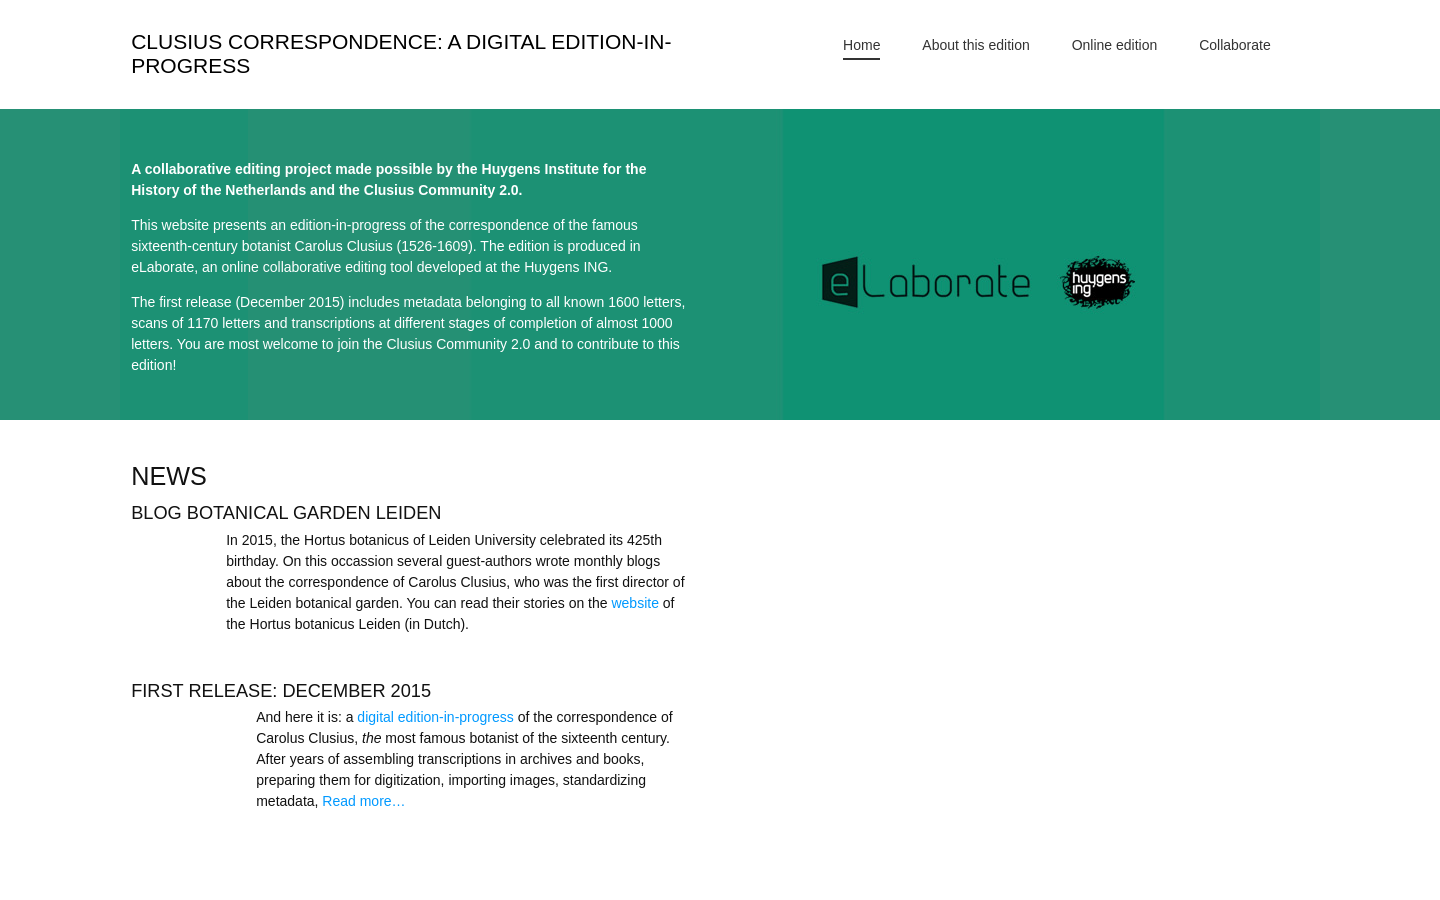 CLUSIUS CORRESPONDENCE: A DIGITAL EDITION-IN-
PROGRESS
Home
About this edition
Online edition
Collaborate
A collaborative editing project made possible by the Huygens Institute for the
History of the Netherlands and the Clusius Community 2.0.
This website presents an edition-in-progress of the correspondence of the famous
sixteenth-century botanist Carolus Clusius (1526-1609). The edition is produced in
eLaborate, an online collaborative editing tool developed at the Huygens ING.
The first release (December 2015) includes metadata belonging to all known 1600 letters,
scans of 1170 letters and transcriptions at different stages of completion of almost 1000
letters. You are most welcome to join the Clusius Community 2.0 and to contribute to this
edition!
eLaborate
huygens
ing
NEWS
BLOG BOTANICAL GARDEN LEIDEN
In 2015, the Hortus botanicus of Leiden University celebrated its 425th
birthday. On this occassion several guest-authors wrote monthly blogs
about the correspondence of Carolus Clusius, who was the first director of
the Leiden botanical garden. You can read their stories on the website of
the Hortus botanicus Leiden (in Dutch).
FIRST RELEASE: DECEMBER 2015
And here it is: a digital edition-in-progress of the correspondence of
Carolus Clusius, the most famous botanist of the sixteenth century.
After years of assembling transcriptions in archives and books,
preparing them for digitization, importing images, standardizing
metadata, Read more…